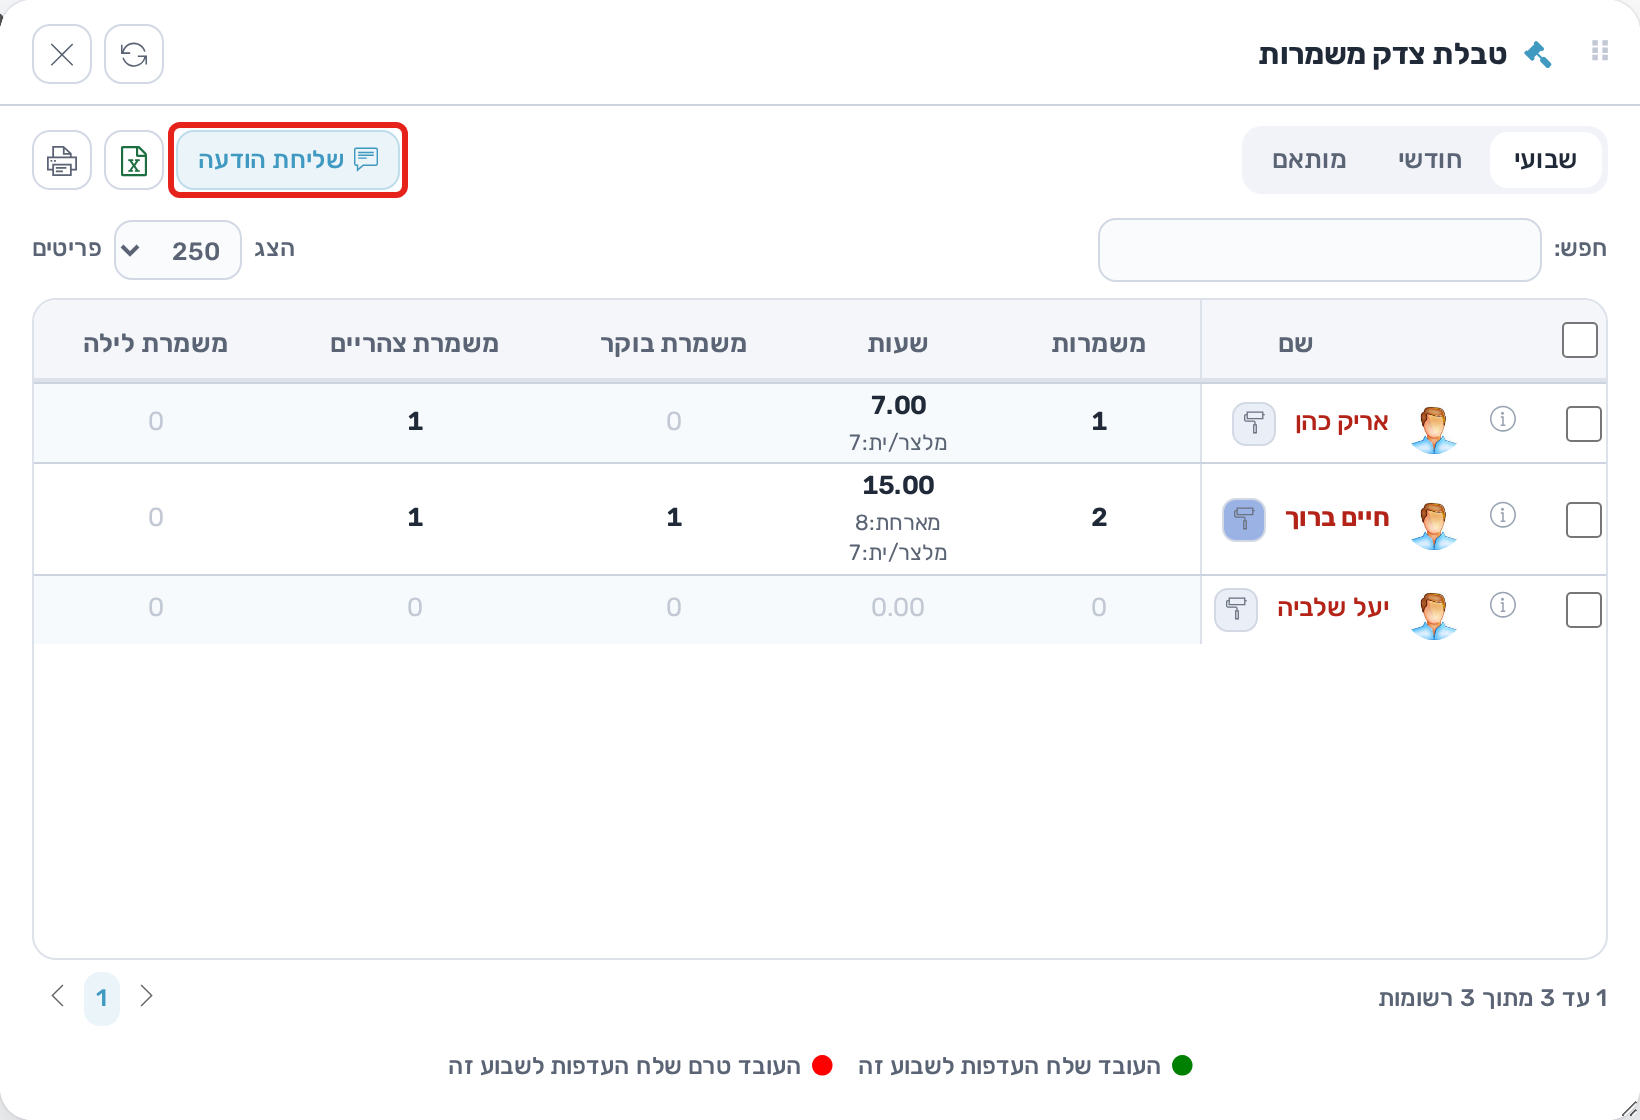 טבלת צדק משמרות
שבועי חודשי מותאם
שליחת הודעה
חפש:
הצג 250 פריטים
שם משמרות שעות משמרת בוקר משמרת צהריים משמרת לילה
אריק כהן 1 7.00 0 1 0
מלצר/ית:7
חיים ברוך 2 15.00 1 1 0
מארחת:8
מלצר/ית:7
יעל שלביה 0 0.00 0 0 0
1 עד 3 מתוך 3 רשומות
1
העובד שלח העדפות לשבוע זה
העובד טרם שלח העדפות לשבוע זה